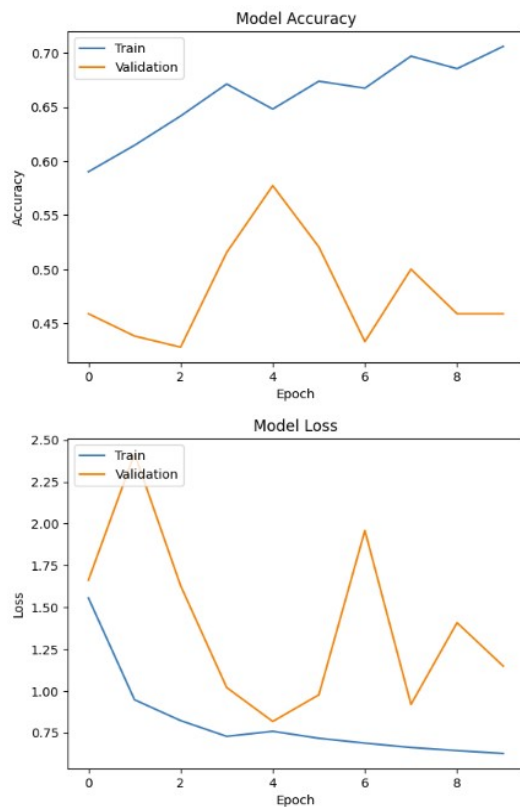 Model Accuracy
Train
Validation
0.70
0.65
0.60
0.55
0.50
0.45
Accuracy
0 2 4 6 8
Epoch
Model Loss
Train
Validation
2.50
2.25
2.00
1.75
1.50
1.25
1.00
0.75
Loss
0 2 4 6 8
Epoch